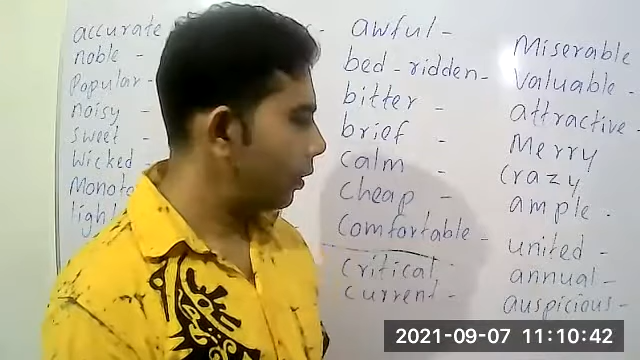 accurate
noble -
Popular -
noisy -
sweet -
Wicked -
awful -
bed-ridden-
bitter -
brief -
calm -
cheap -
Comfortable -
critical -
current -
Miserable
Valuable -
attractive -
Merry
Crazy
ample -
united -
annual -
auspicious -
2021-09-07 11:10:42